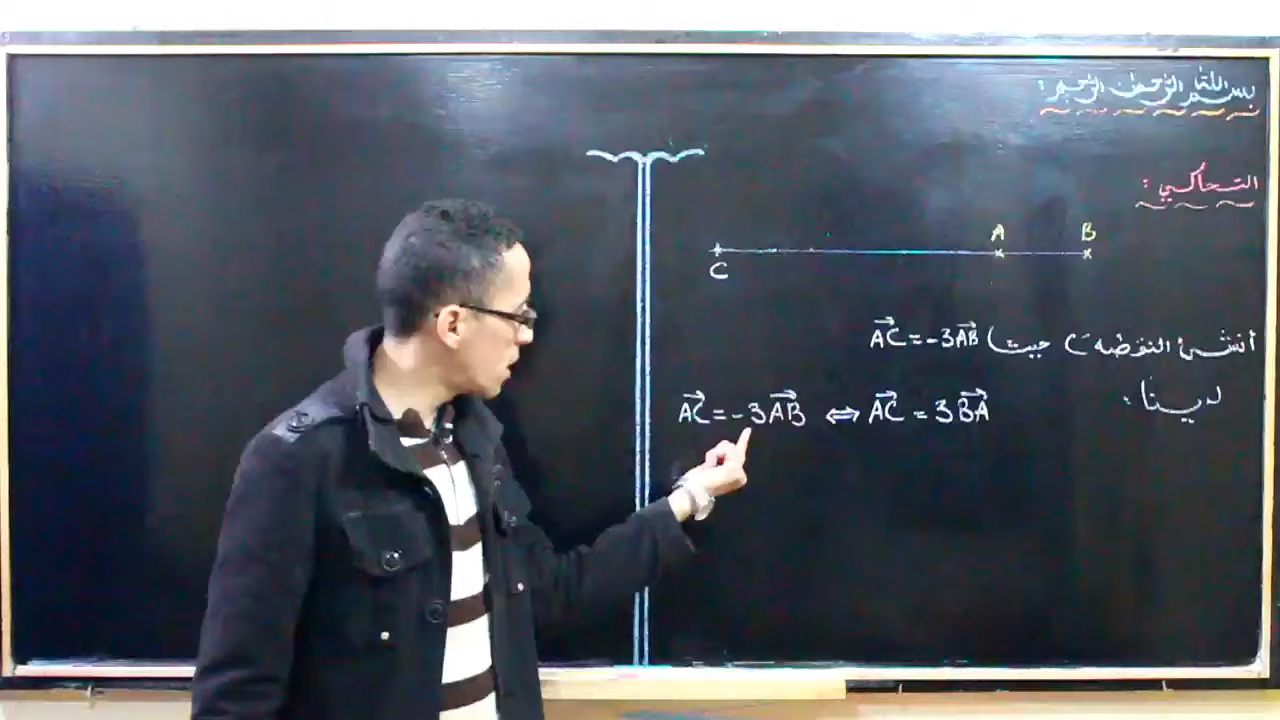 بسم الله الرحمن الرحيم :
التحاكي :
A B
C
أنشئ النقطة C حيث AC⃗ = -3AB⃗
لدينا :
AC⃗ = -3AB⃗ ⇔ AC⃗ = 3BA⃗